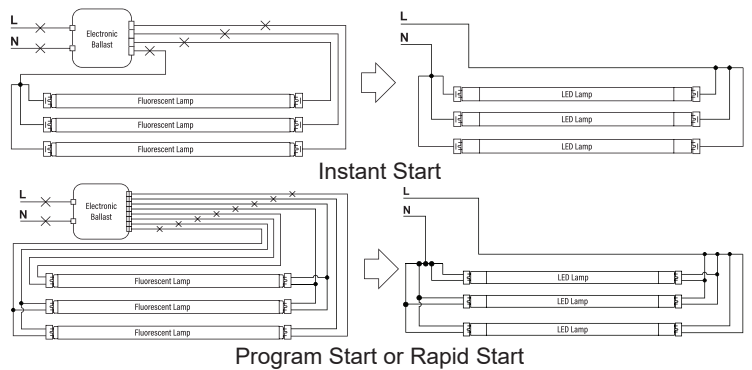 L
N
Electronic
Ballast
Fluorescent Lamp
Fluorescent Lamp
Fluorescent Lamp
L
N
LED Lamp
LED Lamp
LED Lamp
Instant Start
L
N
Electronic
Ballast
Fluorescent Lamp
Fluorescent Lamp
Fluorescent Lamp
L
N
LED Lamp
LED Lamp
LED Lamp
Program Start or Rapid Start